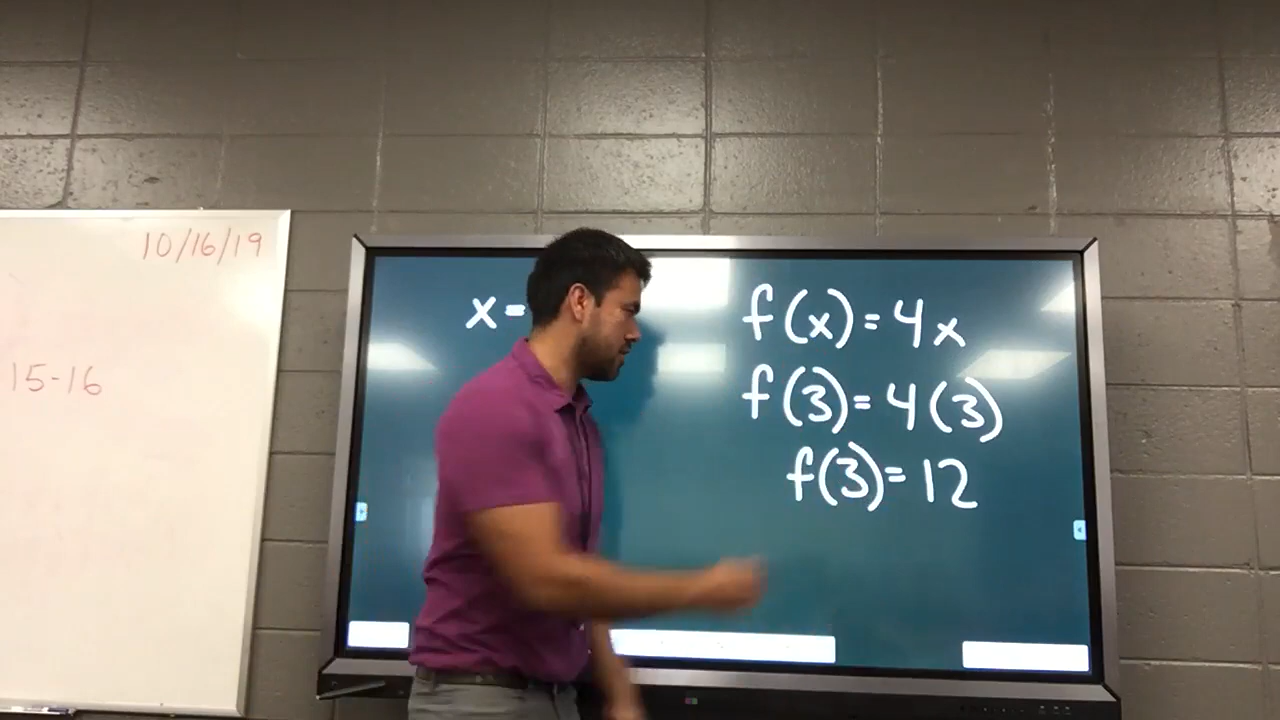 10/16/19
15-16
x=
f(x)=4x
f(3)=4(3)
f(3)=12